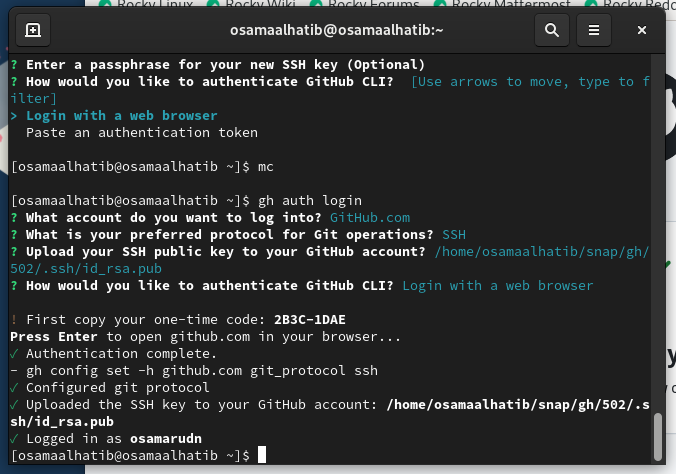 Rocky Linux Rocky Wiki Rocky Forums Rocky Mattermost Rocky Redd
osamaalhatib@osamaalhatib:~
? Enter a passphrase for your new SSH key (Optional)
? How would you like to authenticate GitHub CLI?  [Use arrows to move, type to f
ilter]
> Login with a web browser
  Paste an authentication token
[osamaalhatib@osamaalhatib ~]$ mc
[osamaalhatib@osamaalhatib ~]$ gh auth login
? What account do you want to log into? GitHub.com
? What is your preferred protocol for Git operations? SSH
? Upload your SSH public key to your GitHub account? /home/osamaalhatib/snap/gh/
502/.ssh/id_rsa.pub
? How would you like to authenticate GitHub CLI? Login with a web browser
! First copy your one-time code: 2B3C-1DAE
Press Enter to open github.com in your browser...
✓ Authentication complete.
- gh config set -h github.com git_protocol ssh
✓ Configured git protocol
✓ Uploaded the SSH key to your GitHub account: /home/osamaalhatib/snap/gh/502/.s
sh/id_rsa.pub
✓ Logged in as osamarudn
[osamaalhatib@osamaalhatib ~]$